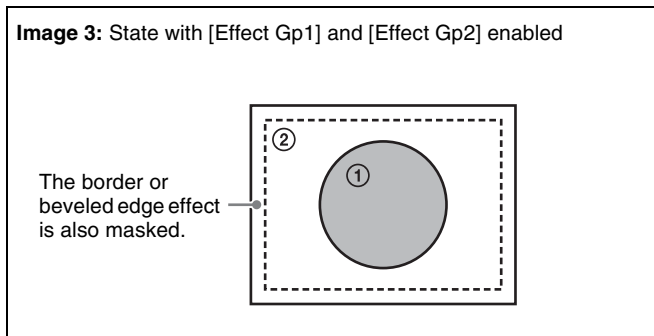 Image 3: State with [Effect Gp1] and [Effect Gp2] enabled
②
①
The border or
beveled edge effect
is also masked.